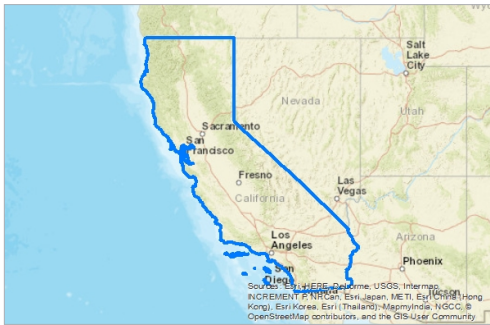 Salt
Lake
City
Nevada
Utah
Sacramento
San
Francisco
Fresno
California
Las
Vegas
Los
Angeles
Arizona
Phoenix
San
Diego
Tucson
Sources: Esri, HERE, DeLorme, USGS, Intermap,
INCREMENT P, NRCan, Esri Japan, METI, Esri China (Hong
Kong), Esri Korea, Esri (Thailand), MapmyIndia, NGCC, ©
OpenStreetMap contributors, and the GIS User Community